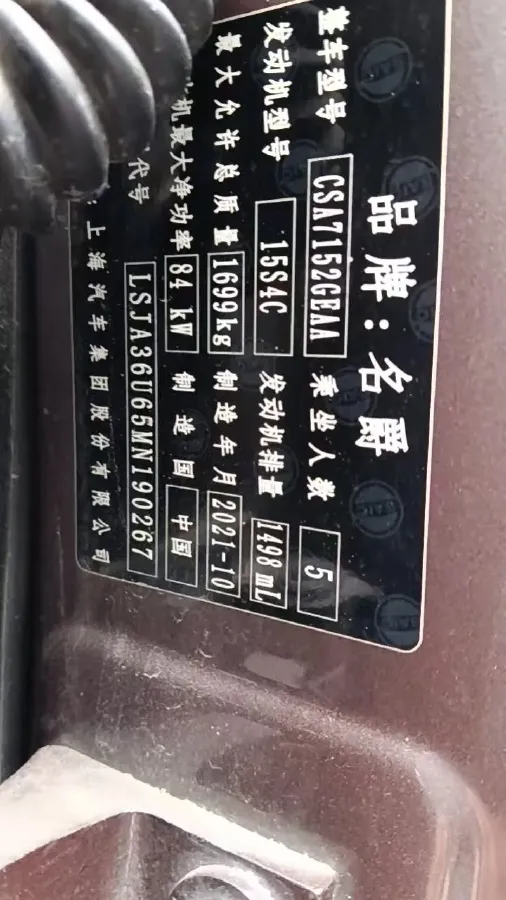 品牌：名爵
整车型号 CSA7152GEAA 乘坐人数 5
发动机型号 15S4C 发动机排量 1498 mL
最大允许总质量 1699kg 制造年月 2021-10
机最大净功率 84 kW 制造国 中国
代号 LSJA36U65MN190267
上海汽车集团股份有限公司